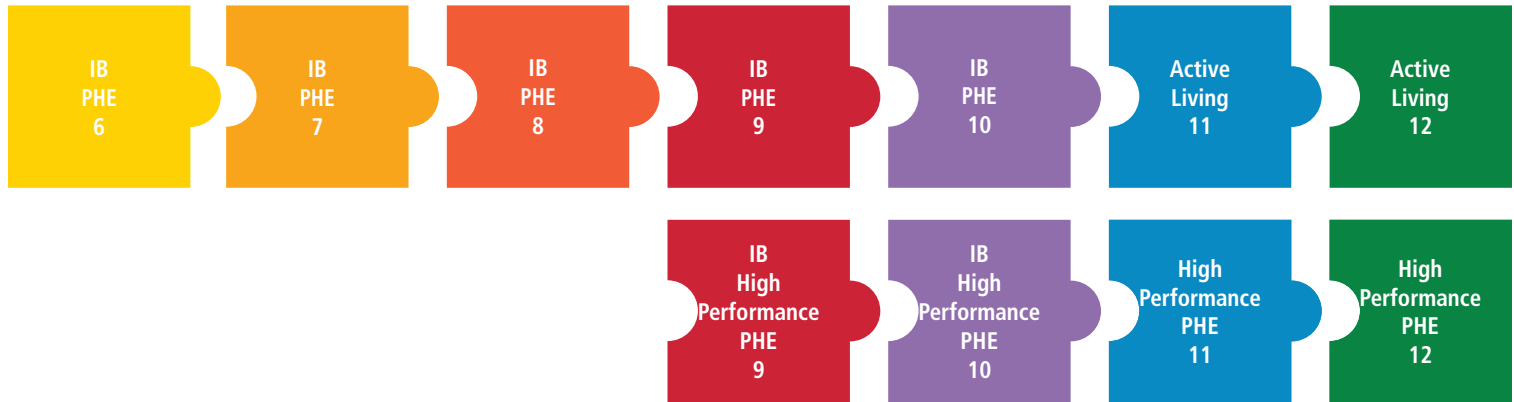 IB
PHE
6
IB
PHE
7
IB
PHE
8
IB
PHE
9
IB
PHE
10
Active
Living
11
Active
Living
12
IB
High
Performance
PHE
9
IB
High
Performance
PHE
10
High
Performance
PHE
11
High
Performance
PHE
12